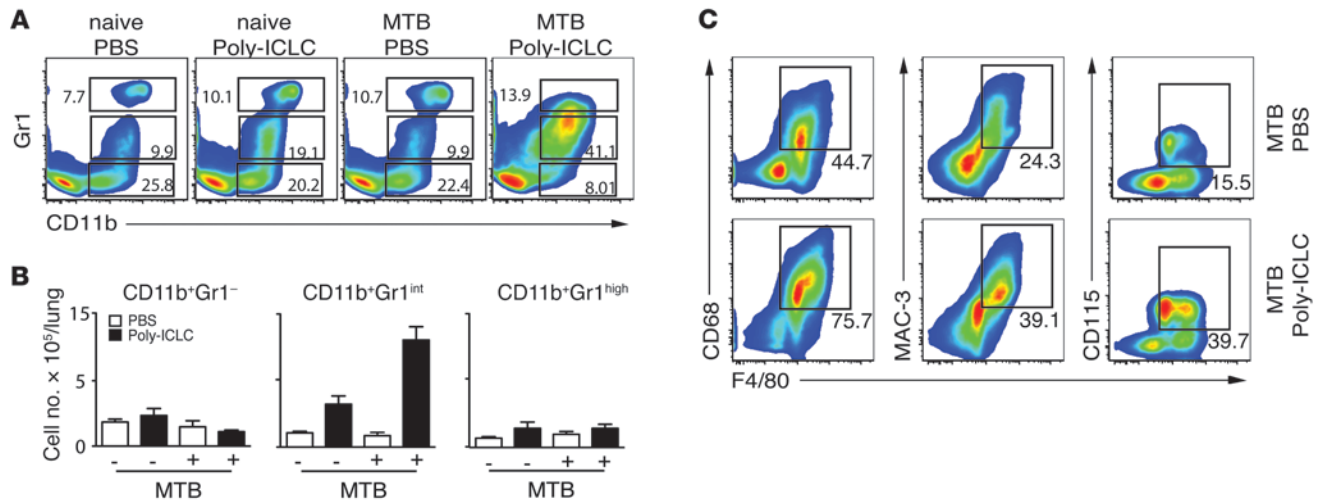 A
naive PBS
naive Poly-ICLC
MTB PBS
MTB Poly-ICLC
Gr1
7.7
9.9
25.8
10.1
19.1
20.2
10.7
9.9
22.4
13.9
41.1
8.01
CD11b
B
CD11b⁺Gr1⁻
CD11b⁺Gr1ⁱⁿᵗ
CD11b⁺Gr1ʰⁱᵍʰ
Cell no. × 10⁵/lung
15
5
0
PBS
Poly-ICLC
- - + +
MTB
- - + +
MTB
- - + +
MTB
C
44.7
24.3
15.5
MTB PBS
75.7
39.1
39.7
MTB Poly-ICLC
CD68
MAC-3
CD115
F4/80